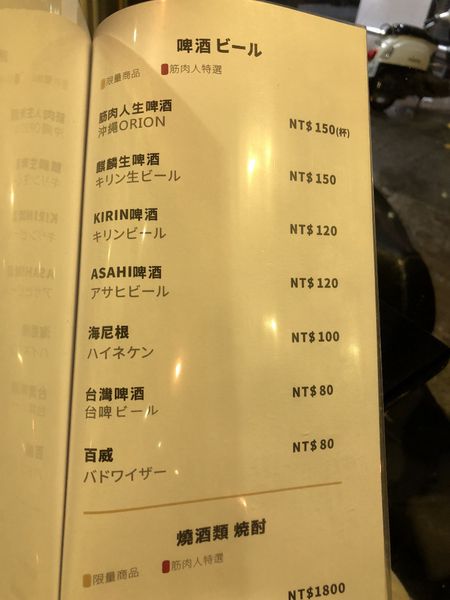 啤酒 ビール
限量商品 筋肉人特選
筋肉人生啤酒
沖繩ORION NT$150(杯)
麒麟生啤酒
キリン生ビール NT$150
KIRIN啤酒
キリンビール NT$120
ASAHI啤酒
アサヒビール NT$120
海尼根
ハイネケン NT$100
台灣啤酒
台啤ビール NT$80
百威
バドワイザー NT$80
燒酒類 焼酎
限量商品 筋肉人特選
NT$1800